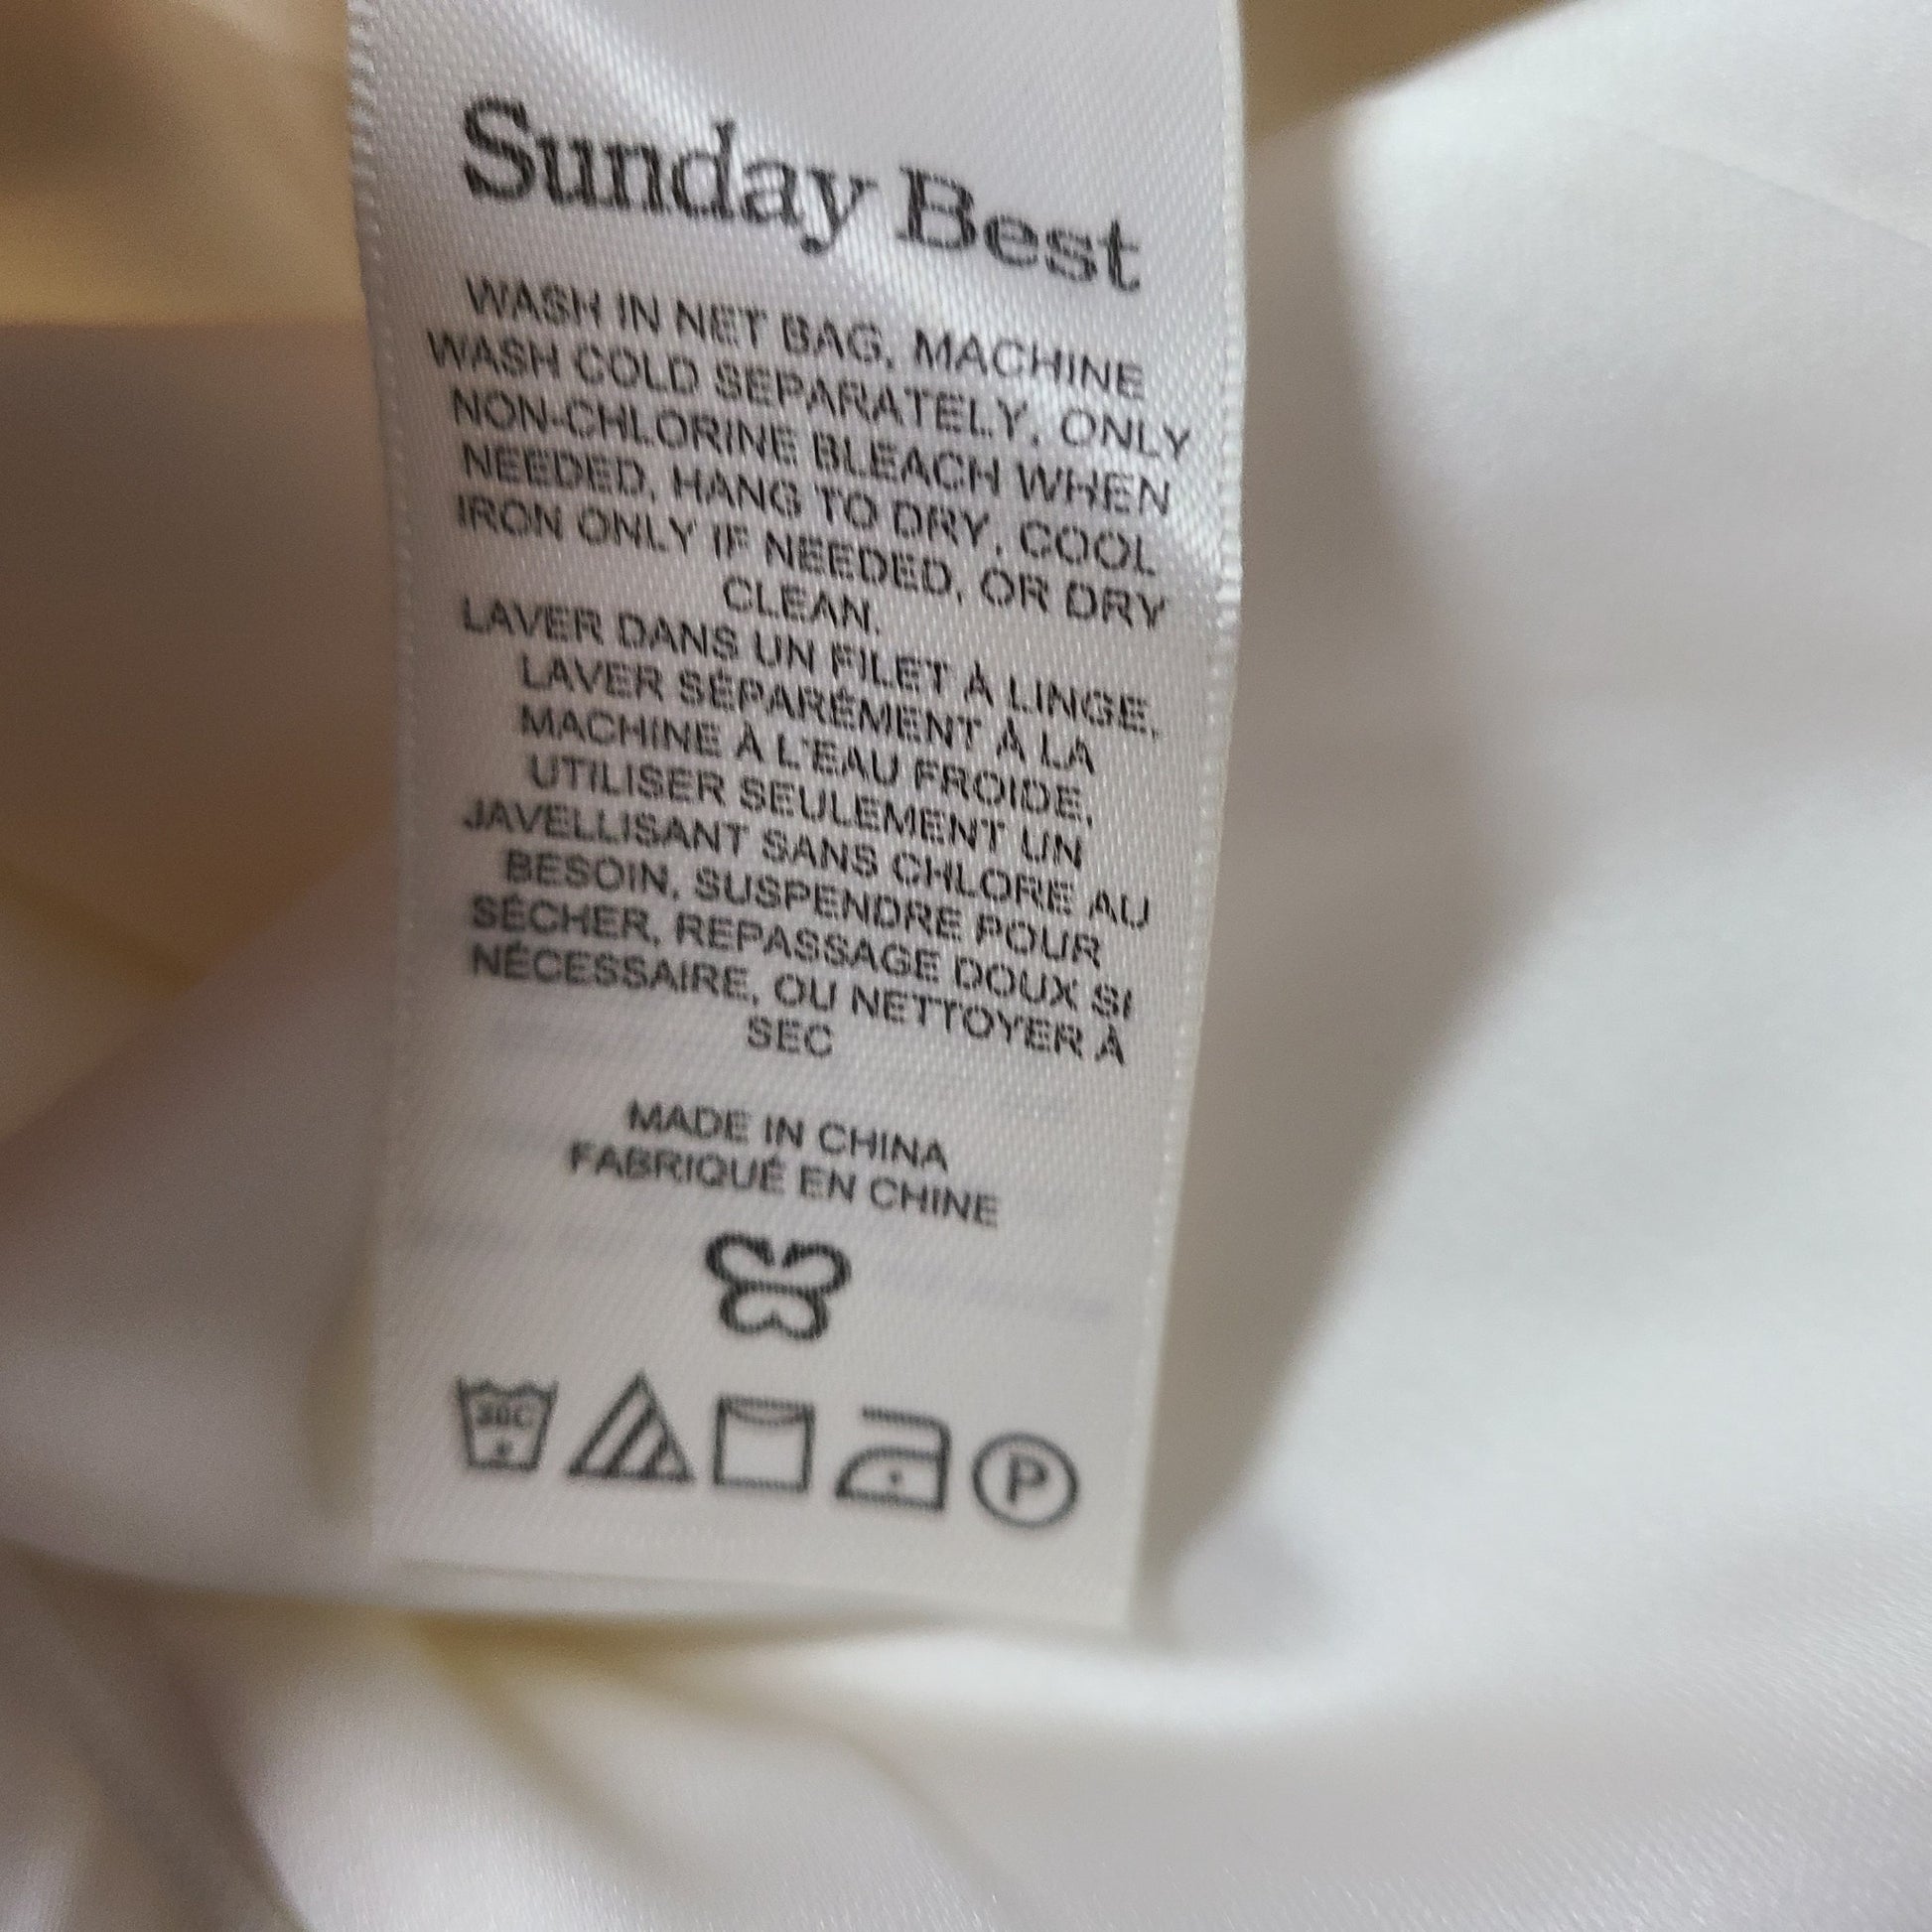 Sunday Best
WASH IN NET BAG, MACHINE
WASH COLD SEPARATELY, ONLY
NON-CHLORINE BLEACH WHEN
NEEDED, HANG TO DRY, COOL
IRON ONLY IF NEEDED, OR DRY
CLEAN.
LAVER DANS UN FILET À LINGE,
LAVER SÉPARÉMENT À LA
MACHINE À L'EAU FROIDE,
UTILISER SEULEMENT UN
JAVELLISANT SANS CHLORE AU
BESOIN, SUSPENDRE POUR
SÉCHER, REPASSAGE DOUX SI
NÉCESSAIRE, OU NETTOYER À
SEC
MADE IN CHINA
FABRIQUÉ EN CHINE
30C P